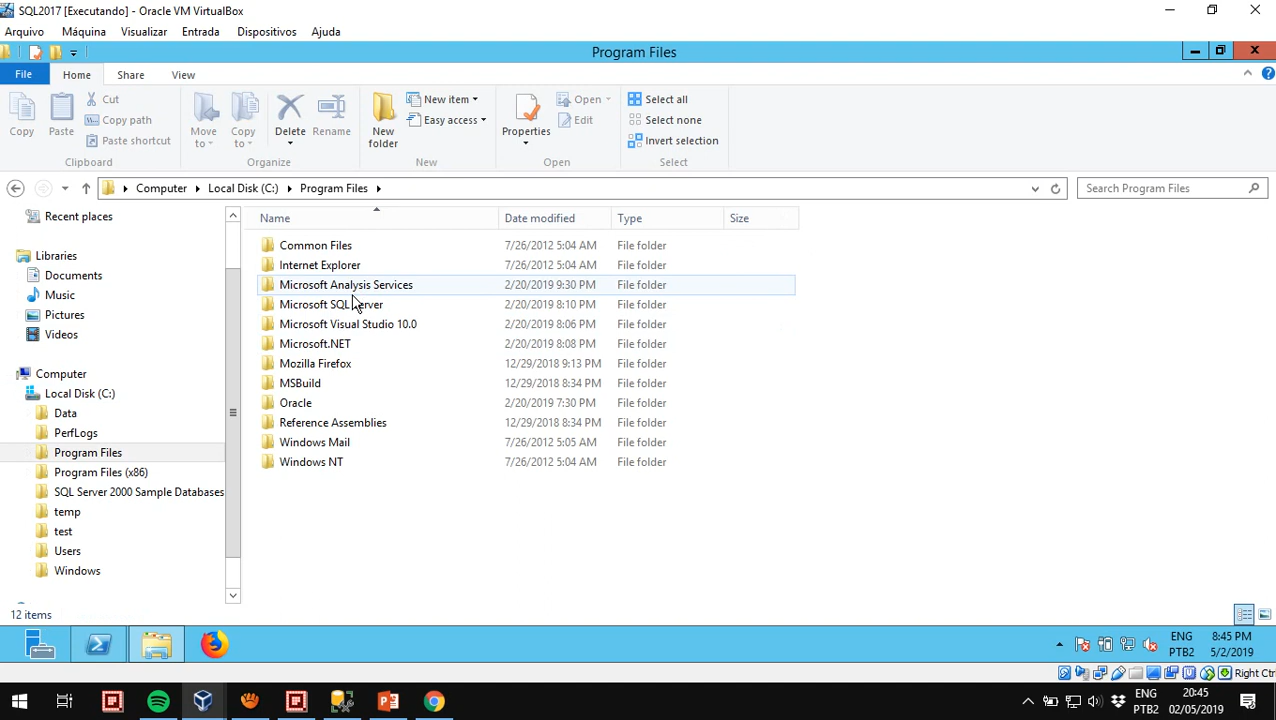 SQL2017 [Executando] - Oracle VM VirtualBox
Arquivo Máquina Visualizar Entrada Dispositivos Ajuda
Program Files
File Home Share View
Copy
Paste
Cut
Copy path
Paste shortcut
Move to
Copy to
Delete
Rename
New folder
New item
Easy access
Properties
Open
Edit
Select all
Select none
Invert selection
Clipboard Organize New Open Select
Computer Local Disk (C:) Program Files
Search Program Files
Recent places
Libraries
Documents
Music
Pictures
Videos
Computer
Local Disk (C:)
Data
PerfLogs
Program Files
Program Files (x86)
SQL Server 2000 Sample Databases
temp
test
Users
Windows
Name Date modified Type Size
Common Files 7/26/2012 5:04 AM File folder
Internet Explorer 7/26/2012 5:04 AM File folder
Microsoft Analysis Services 2/20/2019 9:30 PM File folder
Microsoft SQL Server 2/20/2019 8:10 PM File folder
Microsoft Visual Studio 10.0 2/20/2019 8:06 PM File folder
Microsoft.NET 2/20/2019 8:08 PM File folder
Mozilla Firefox 12/29/2018 9:13 PM File folder
MSBuild 12/29/2018 8:34 PM File folder
Oracle 2/20/2019 7:30 PM File folder
Reference Assemblies 12/29/2018 8:34 PM File folder
Windows Mail 7/26/2012 5:05 AM File folder
Windows NT 7/26/2012 5:04 AM File folder
12 items
ENG 8:45 PM
PTB2 5/2/2019
Right Ctr
ENG 20:45
PTB2 02/05/2019